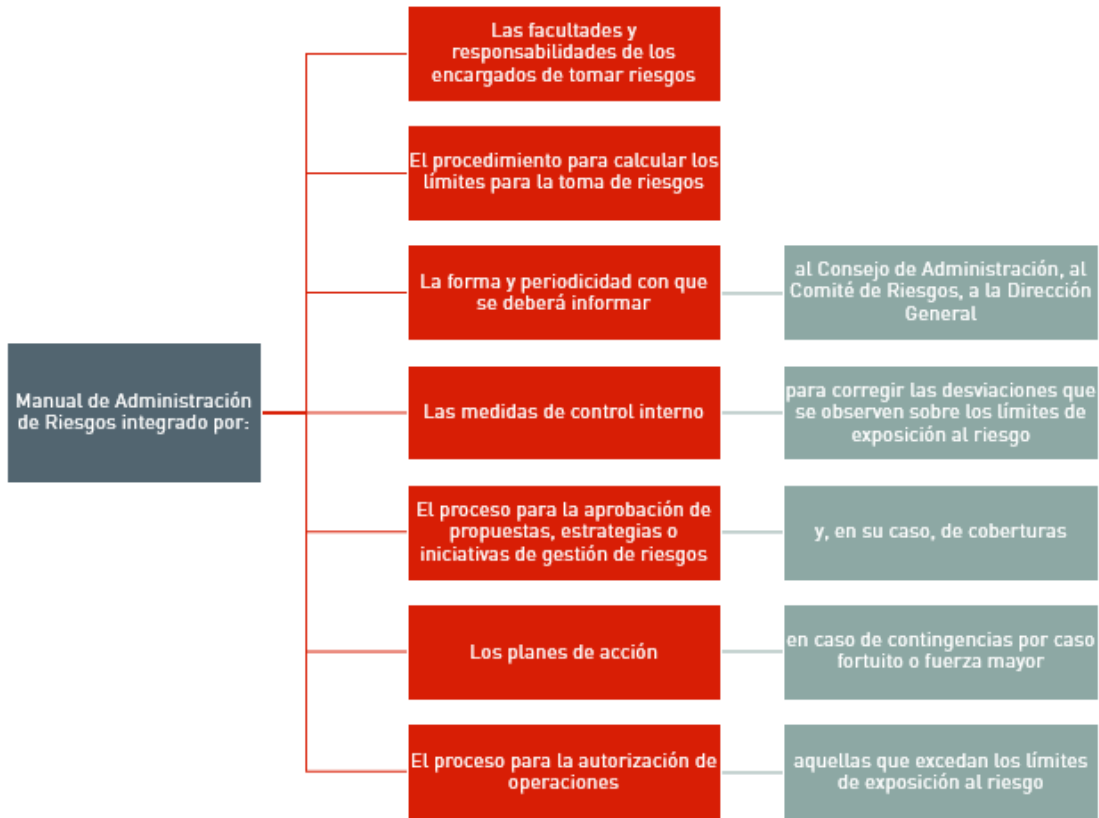 Las facultades y
responsabilidades de los
encargados de tomar riesgos
El procedimiento para calcular los
límites para la toma de riesgos
La forma y periodicidad con que
se deberá informar
al Consejo de Administración, al
Comité de Riesgos, a la Dirección
General
Manual de Administración
de Riesgos integrado por:
Las medidas de control interno
para corregir las desviaciones que
se observen sobre los límites de
exposición al riesgo
El proceso para la aprobación de
propuestas, estrategias o
iniciativas de gestión de riesgos
y, en su caso, de coberturas
Los planes de acción
en caso de contingencias por caso
fortuito o fuerza mayor
El proceso para la autorización de
operaciones
aquellas que excedan los límites
de exposición al riesgo